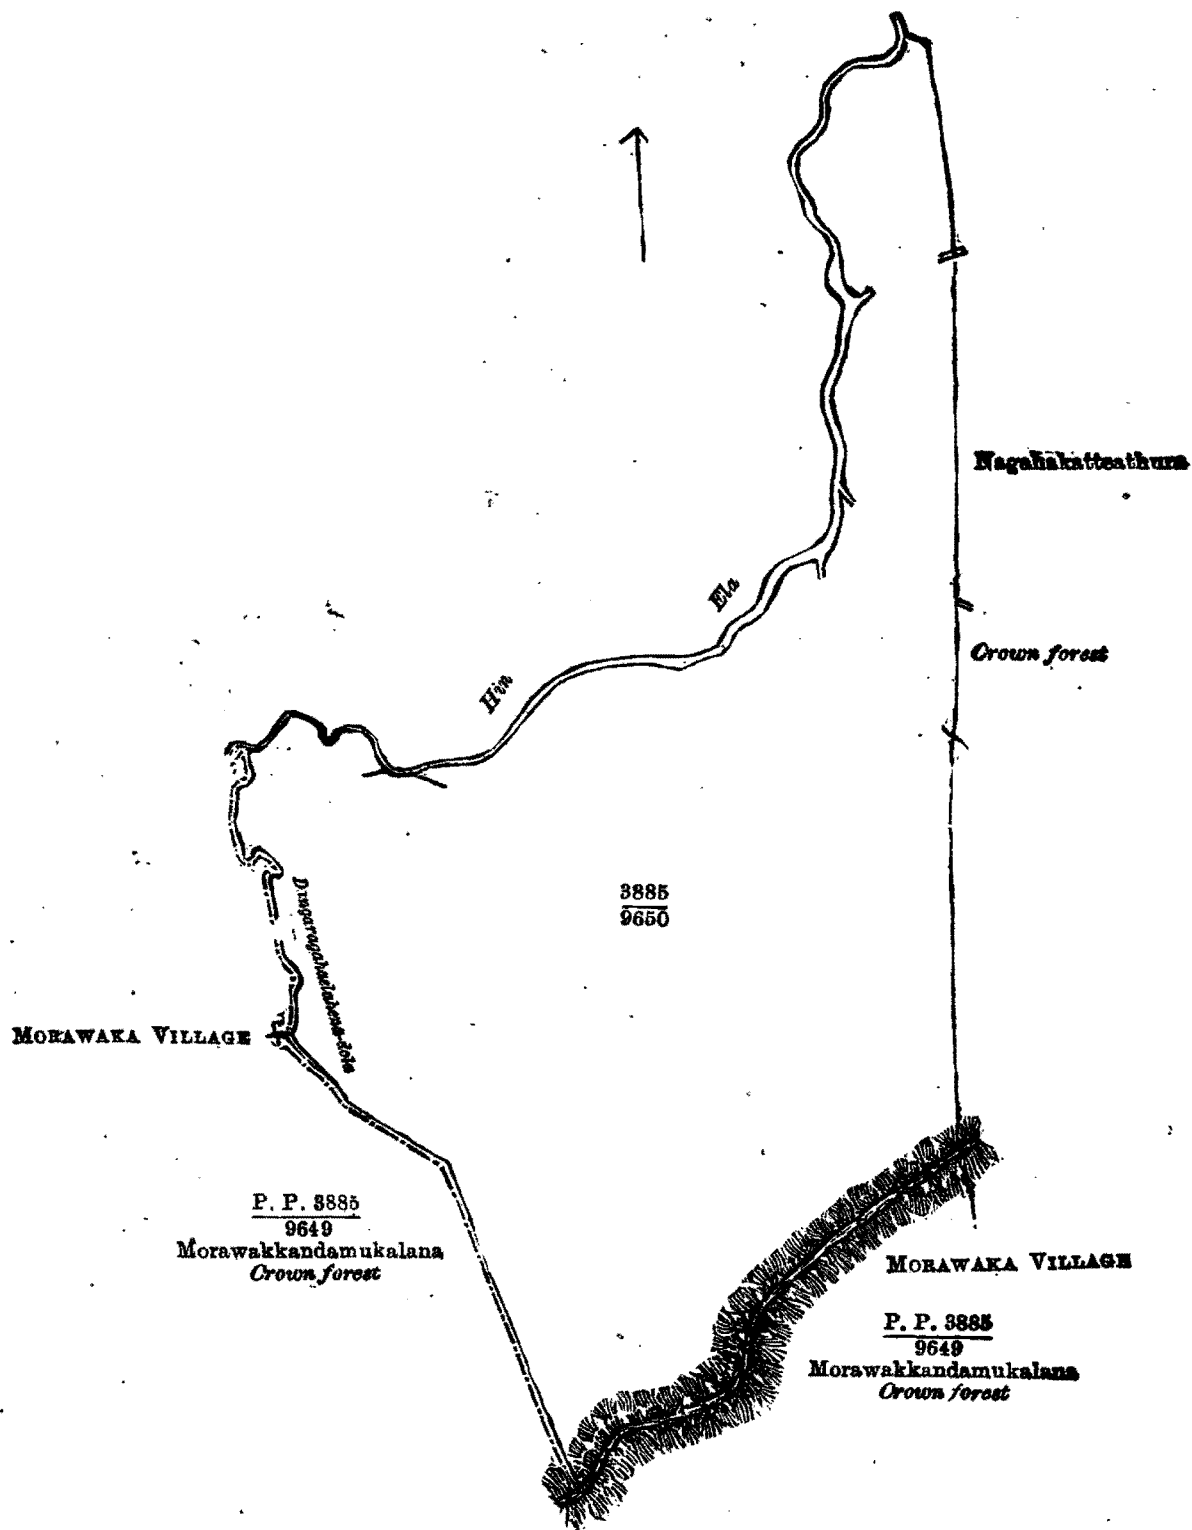 Nagahakatteathura
Ela
Crown forest
Hin
3885
9650
MORAWAKA VILLAGE
P. P. 3885
9649
Morawakkandamukalana
Crown forest
MORAWAKA VILLAGE
P. P. 3885
9649
Morawakkandamukalana
Crown forest